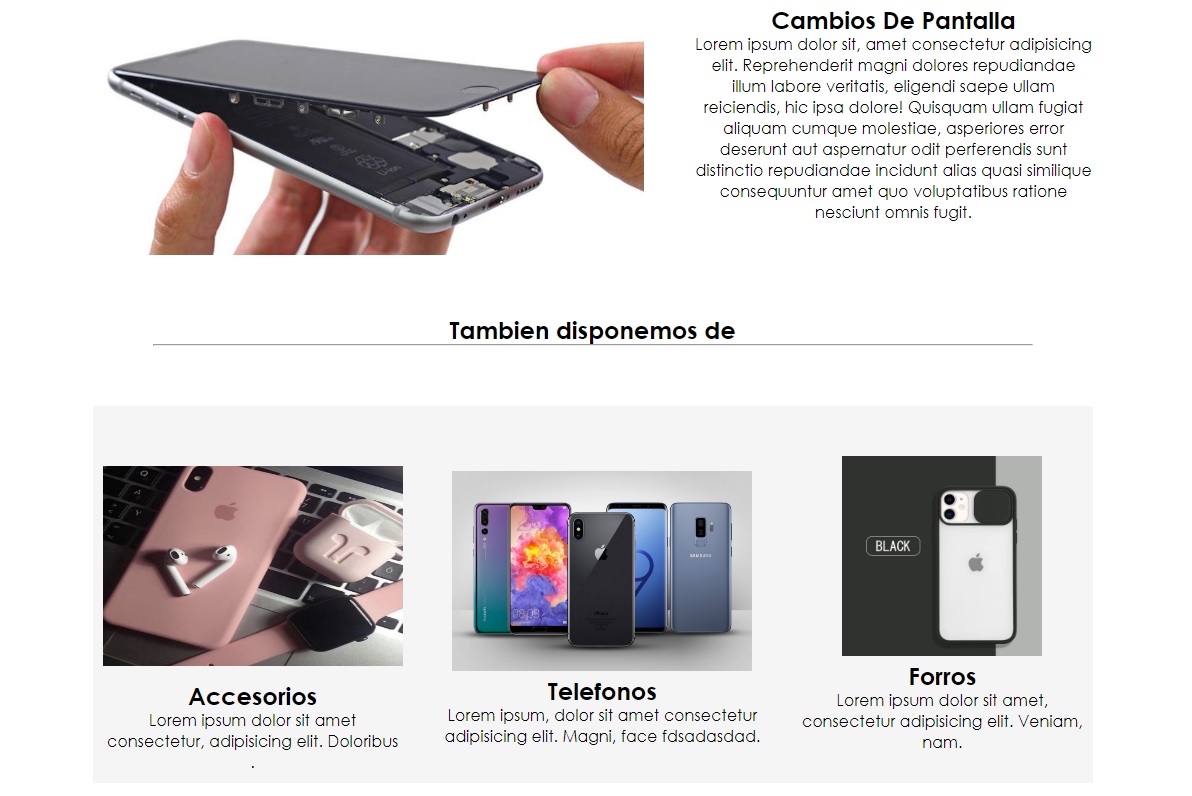 Cambios De Pantalla
Lorem ipsum dolor sit, amet consectetur adipisicing
elit. Reprehenderit magni dolores repudiandae
illum labore veritatis, eligendi saepe ullam
reiciendis, hic ipsa dolore! Quisquam ullam fugiat
aliquam cumque molestiae, asperiores error
deserunt aut aspernatur odit perferendis sunt
distinctio repudiandae incidunt alias quasi similique
consequuntur amet quo voluptatibus ratione
nesciunt omnis fugit.
Tambien disponemos de
SAMSUNG
BLACK
Accesorios
Lorem ipsum dolor sit amet
consectetur, adipisicing elit. Doloribus
.
Telefonos
Lorem ipsum, dolor sit amet consectetur
adipisicing elit. Magni, face fdsadasdad.
Forros
Lorem ipsum dolor sit amet,
consectetur adipisicing elit. Veniam,
nam.